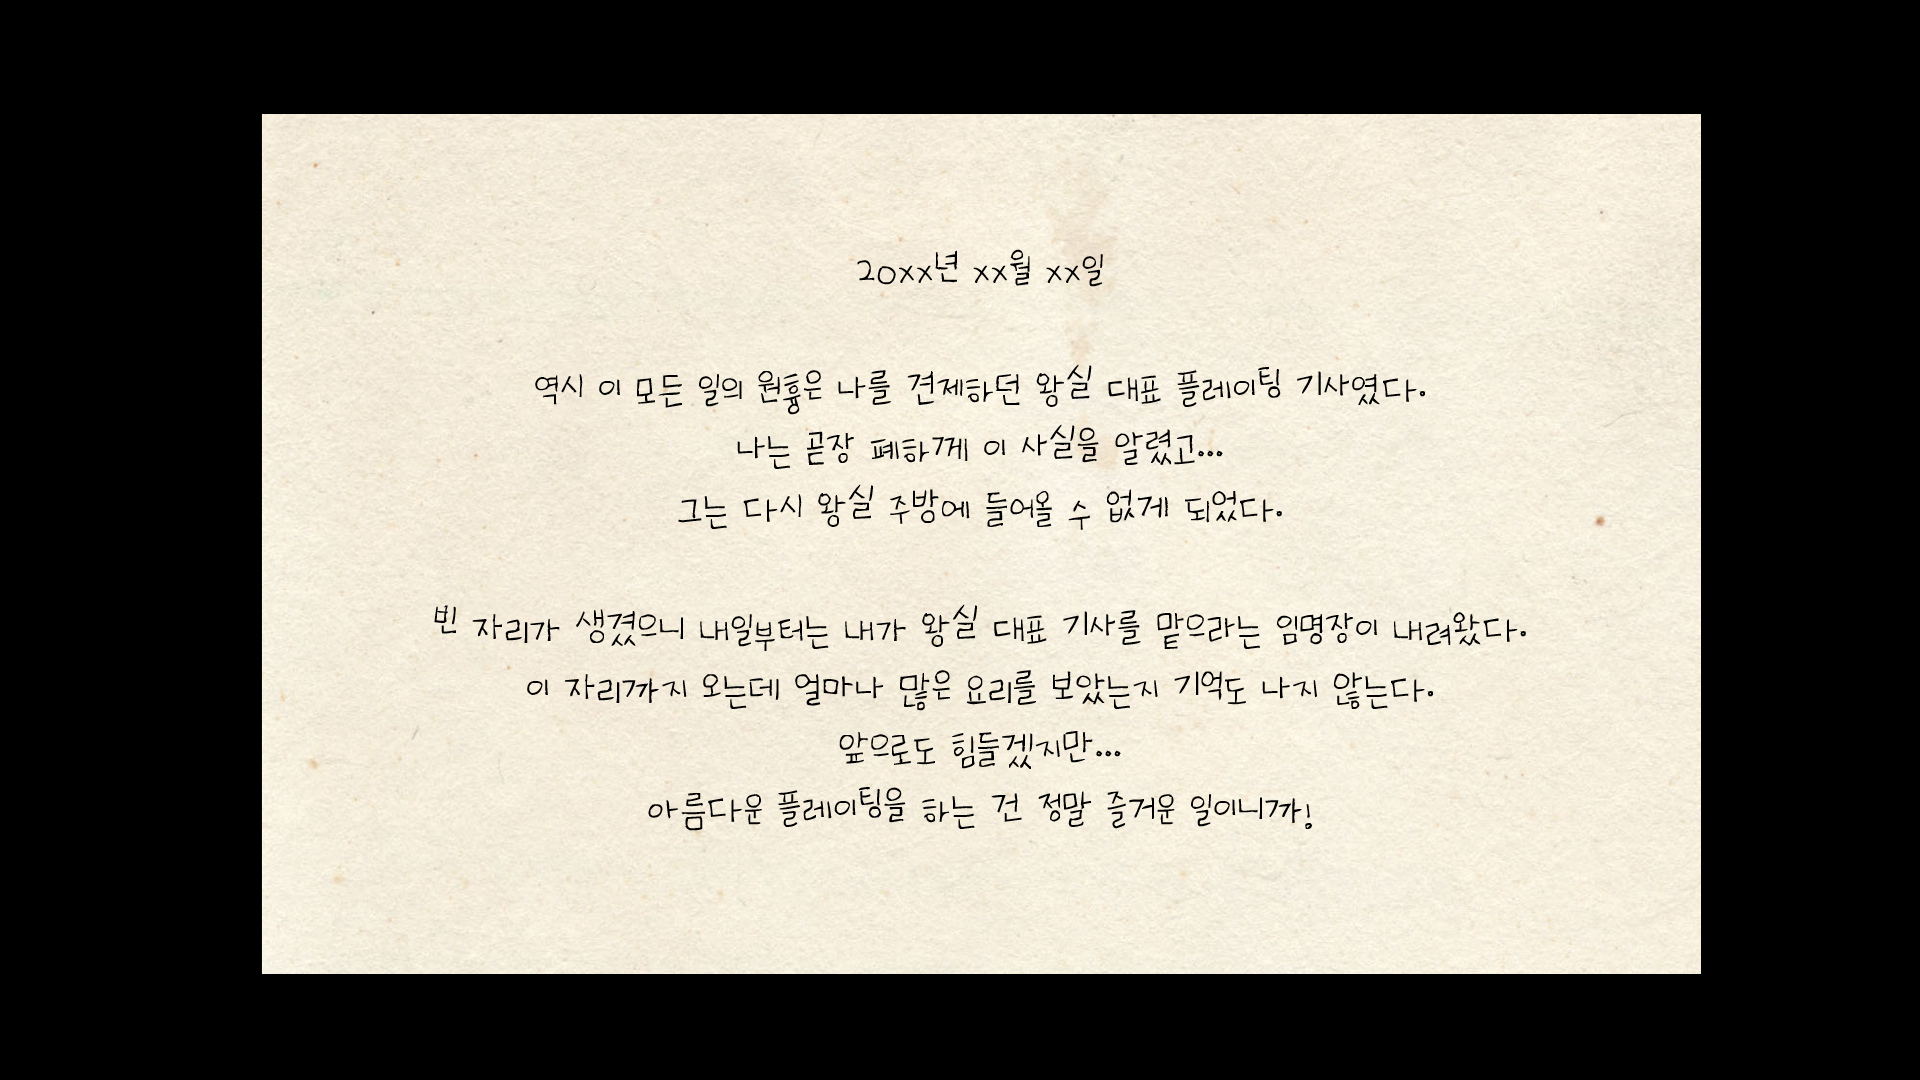 20xx년 xx월 xx일
역시 이 모든 일의 원흉은 나를 견제하던 왕실 대표 플레이팅 기사였다.
나는 곧장 폐하께 이 사실을 알렸고...
그는 다시 왕실 주방에 들어올 수 없게 되었다.
빈 자리가 생겼으니 내일부터는 내가 왕실 대표 기사를 맡으라는 임명장이 내려왔다.
이 자리까지 오는데 얼마나 많은 요리를 보았는지 기억도 나지 않는다.
앞으로도 힘들겠지만...
아름다운 플레이팅을 하는 건 정말 즐거운 일이니까!